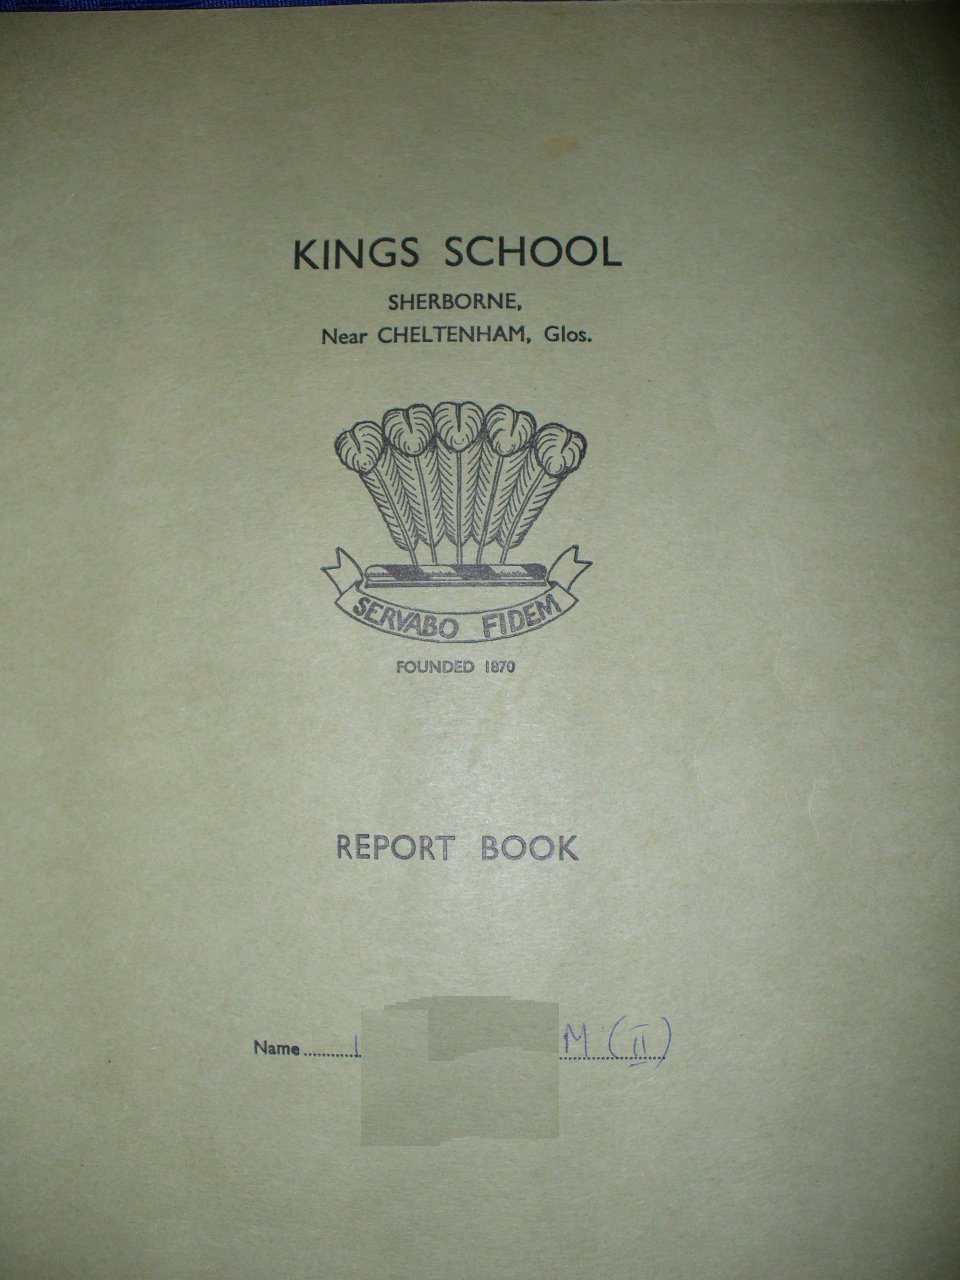 KINGS SCHOOL
SHERBORNE,
Near CHELTENHAM, Glos.
SERVABO FIDEM
FOUNDED 1870
REPORT BOOK
Name ............ M (II)